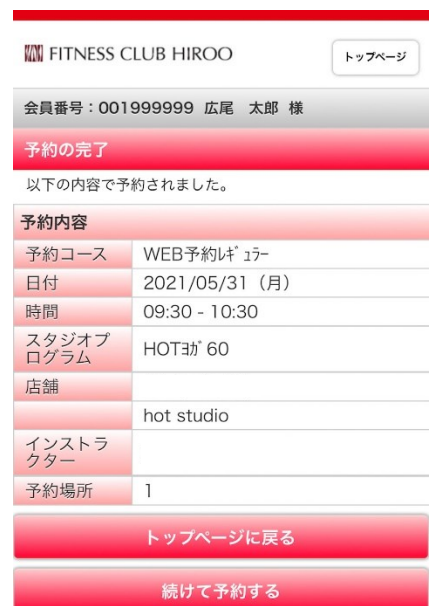 FITNESS CLUB HIROO
トップページ
会員番号：001999999 広尾　太郎 様
予約の完了
以下の内容で予約されました。
予約内容
予約コース WEB予約ﾚｷﾞｭﾗｰ
日付 2021/05/31（月）
時間 09:30 - 10:30
スタジオプ
ログラム HOTﾖｶﾞ60
店舗
hot studio
インストラ
クター
予約場所 1
トップページに戻る
続けて予約する